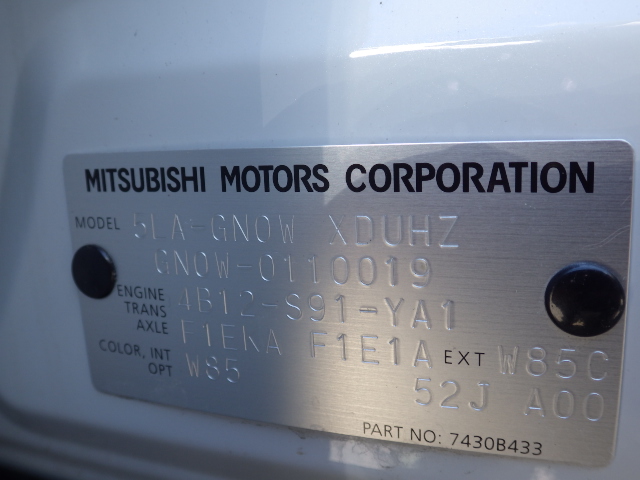 MITSUBISHI MOTORS CORPORATION
MODEL 5LA-GN0W XDUHZ
GN0W-0110019
ENGINE 4B12-S91-YA1
TRANS
AXLE F1EKA F1E1A
COLOR, INT W85 EXT W85C
OPT 52J A00
PART NO: 7430B433